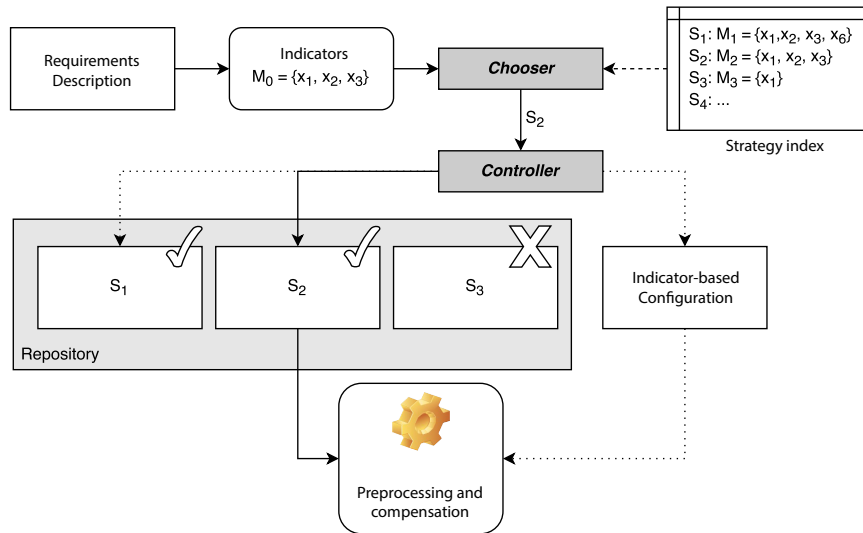 Requirements
Description
Indicators
M₀ = {x₁, x₂, x₃}
Chooser
S₁: M₁ = {x₁,x₂, x₃, x₆}
S₂: M₂ = {x₁, x₂, x₃}
S₃: M₃ = {x₁}
S₄: ...
Strategy index
S₂
Controller
S₁
S₂
S₃
Repository
Indicator-based
Configuration
Preprocessing and
compensation